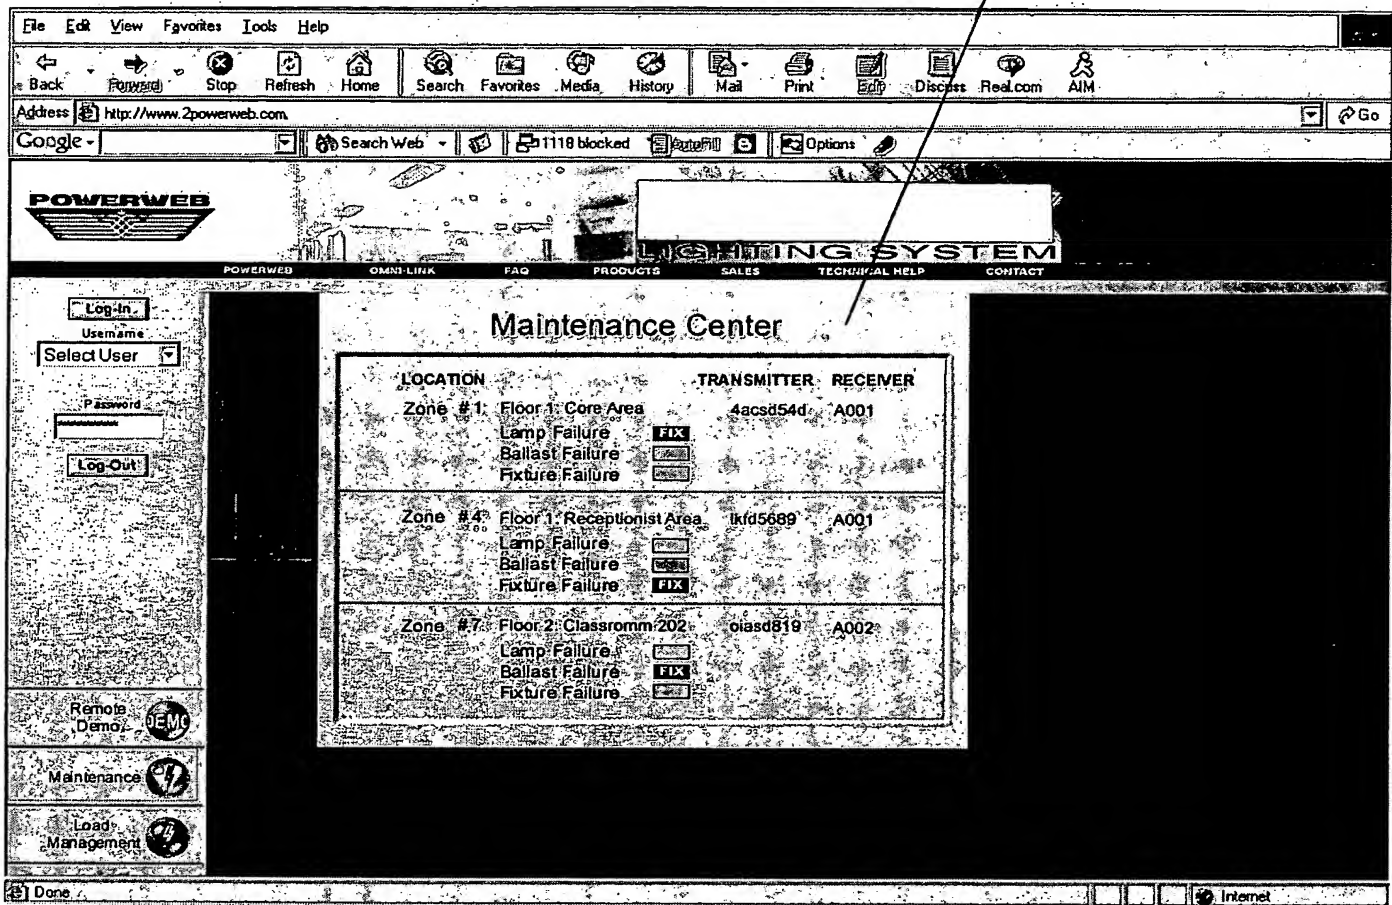 File Edit View Favorites Tools Help
Back Forward Stop Refresh Home Search Favorites Media History Mail Print Edit Discuss Real.com AIM
Address http://www.2powerweb.com Go
Google Search Web 1118 blocked AutoFill Options
POWERWEB
LIGHTING SYSTEM
POWERWEB OMNI-LINK FAQ PRODUCTS SALES TECHNICAL HELP CONTACT
Log-In
Username
Select User
Password
Log-Out
Maintenance Center
LOCATION TRANSMITTER RECEIVER
Zone #1: Floor 1: Core Area 4acsd54d A001
Lamp Failure FIX
Ballast Failure
Fixture Failure
Zone #4: Floor 1: Receptionist Area lkfd5689 A001
Lamp Failure
Ballast Failure
Fixture Failure FIX
Zone #7: Floor 2: Classromm 202 oiasd819 A002
Lamp Failure
Ballast Failure FIX
Fixture Failure
Remote
Demo DEMO
Maintenance
Load
Management
Done Internet